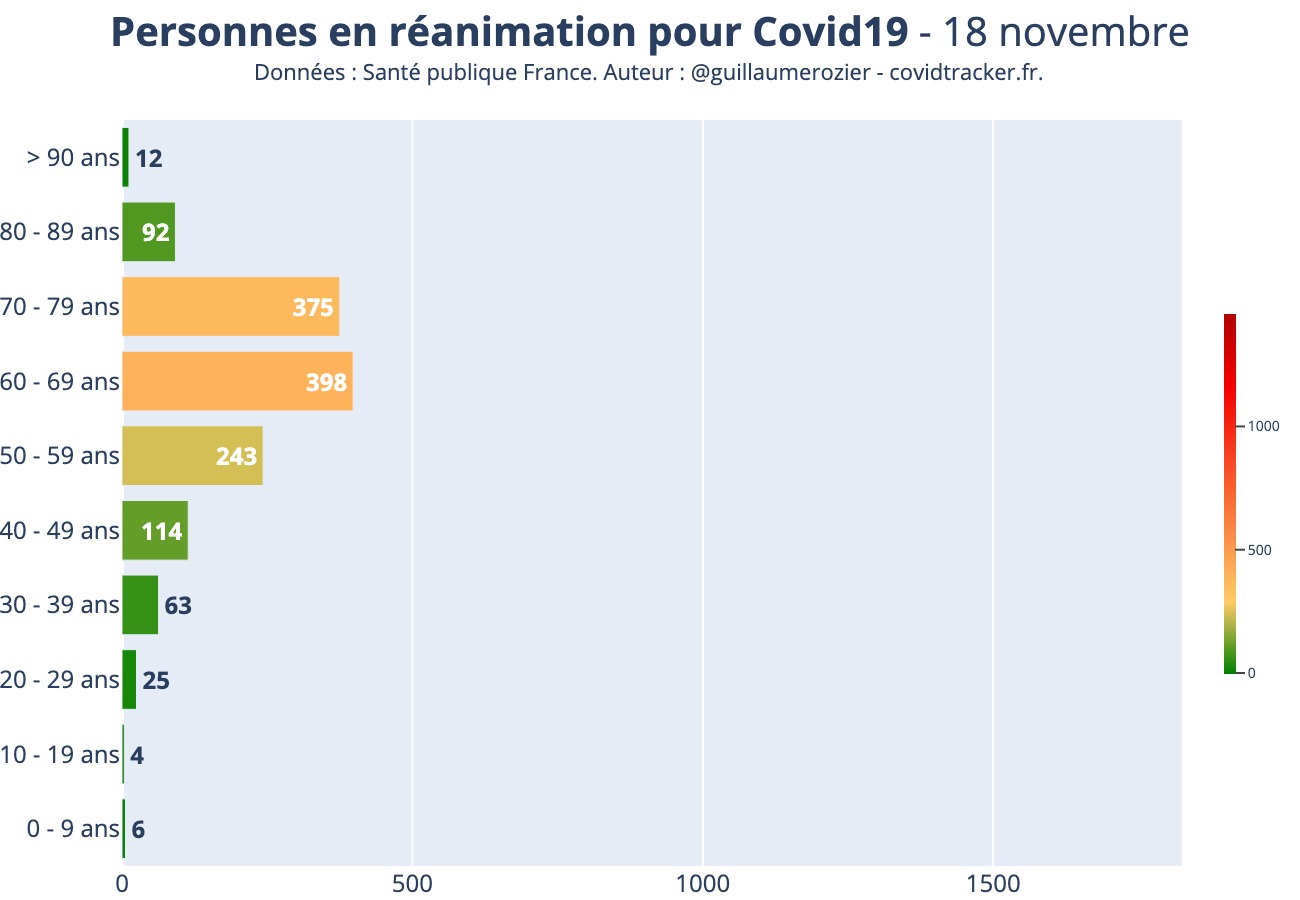 Personnes en réanimation pour Covid19 - 18 novembre
Données : Santé publique France. Auteur : @guillaumerozier - covidtracker.fr.
> 90 ans 12
80 - 89 ans 92
70 - 79 ans 375
60 - 69 ans 398
50 - 59 ans 243
40 - 49 ans 114
30 - 39 ans 63
20 - 29 ans 25
10 - 19 ans 4
0 - 9 ans 6
0 500 1000 1500
1000
500
0